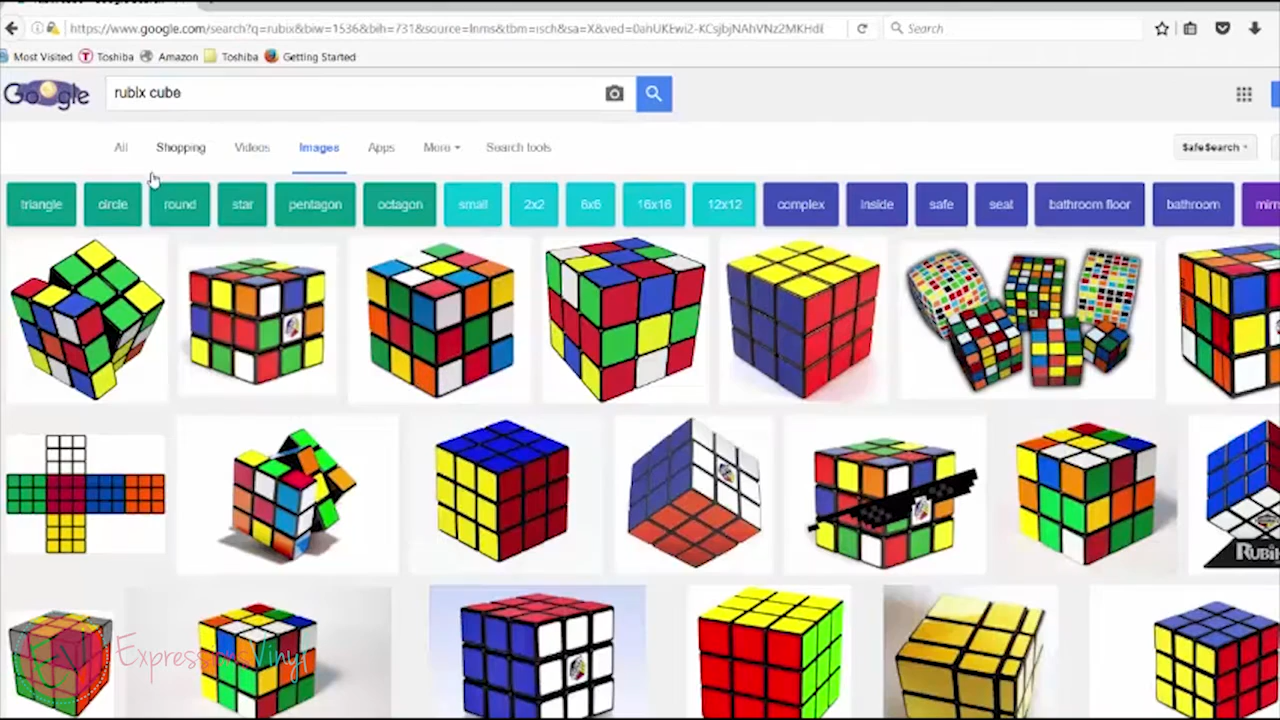 https://www.google.com/search?q=rubix&biw=1536&bih=731&source=lnms&tbm=isch&sa=X&ved=0ahUKEwi2-KCsjbjNAhVNz2MKHdi
Search
Most Visited Toshiba Amazon Toshiba Getting Started
Google rubix cube
All Shopping Videos Images Apps More Search tools SafeSearch
triangle circle round star pentagon octagon small 2x2 6x6 16x16 12x12 complex inside safe seat bathroom floor bathroom
ExpressionsVinyl